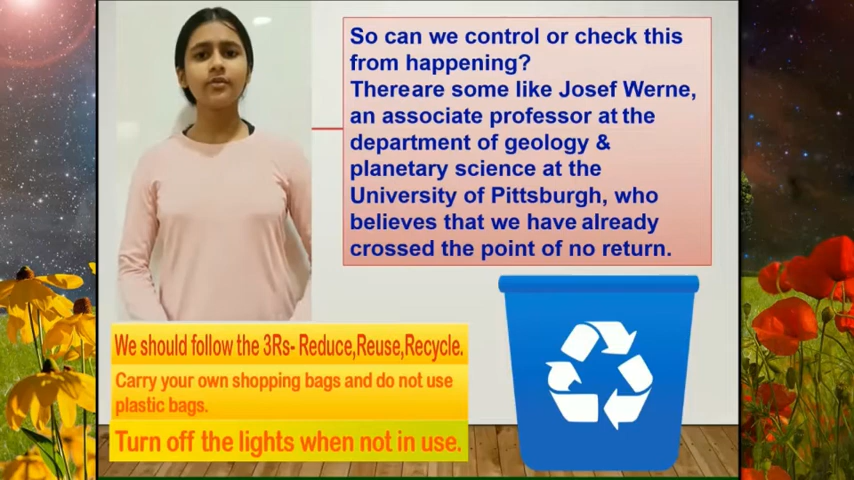 So can we control or check this
from happening?
Thereare some like Josef Werne,
an associate professor at the
department of geology &
planetary science at the
University of Pittsburgh, who
believes that we have already
crossed the point of no return.
We should follow the 3Rs- Reduce,Reuse,Recycle.
Carry your own shopping bags and do not use
plastic bags.
Turn off the lights when not in use.